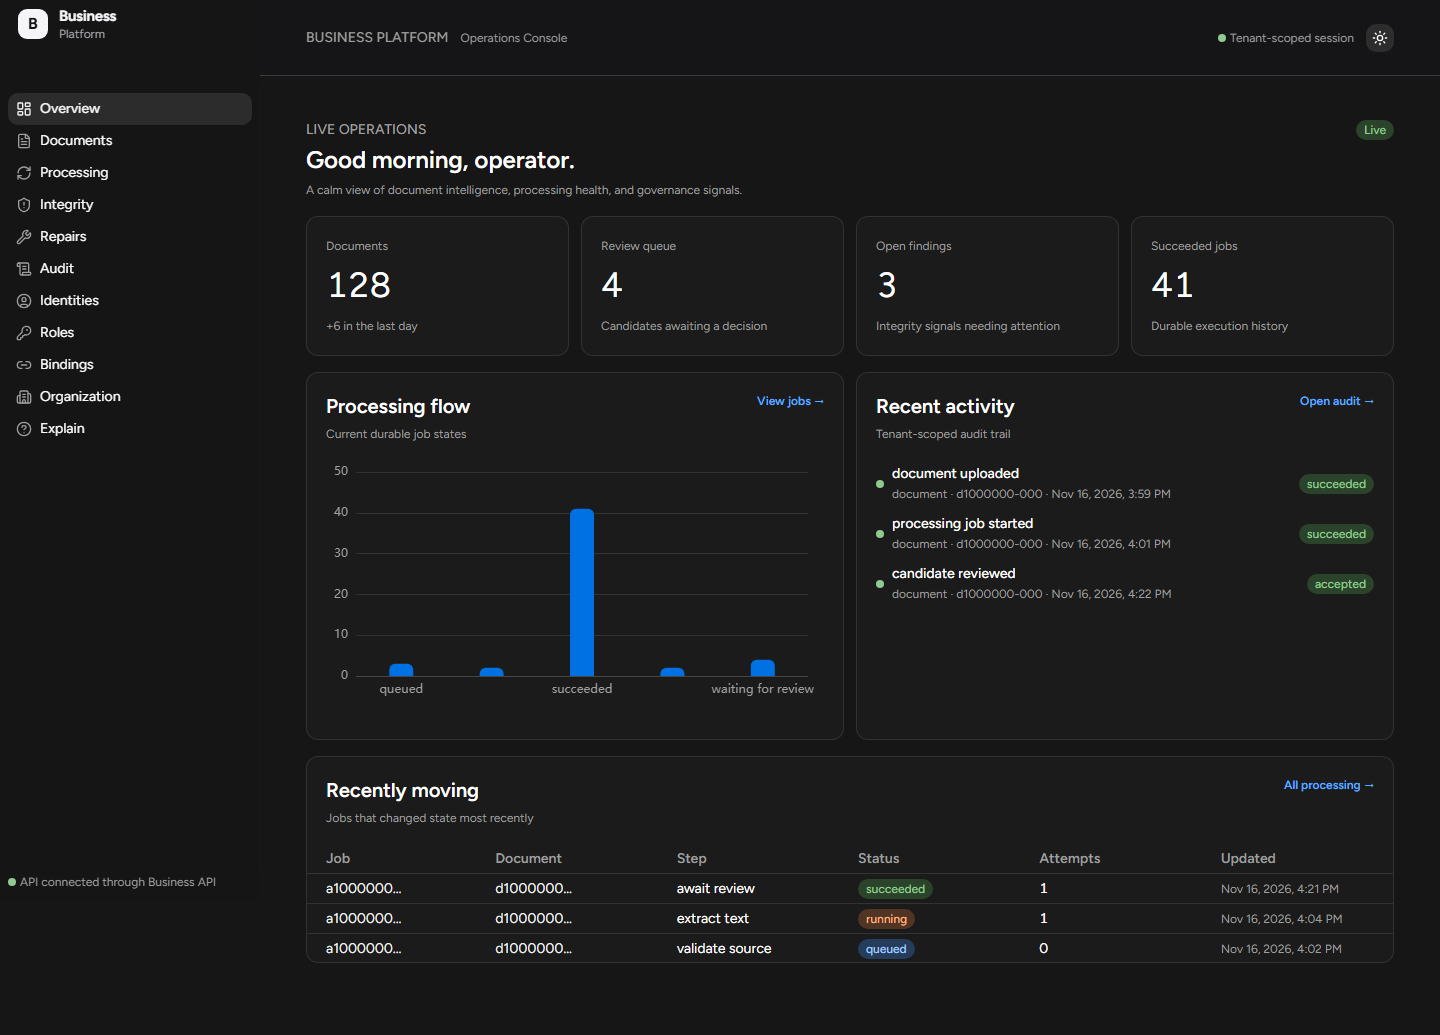 B
Business
Platform
Overview
Documents
Processing
Integrity
Repairs
Audit
Identities
Roles
Bindings
Organization
Explain
API connected through Business API
BUSINESS PLATFORM Operations Console
Tenant-scoped session
LIVE OPERATIONS
Live
Good morning, operator.
A calm view of document intelligence, processing health, and governance signals.
Documents
128
+6 in the last day
Review queue
4
Candidates awaiting a decision
Open findings
3
Integrity signals needing attention
Succeeded jobs
41
Durable execution history
Processing flow
View jobs →
Current durable job states
50
40
30
20
10
0
queued succeeded waiting for review
Recent activity
Open audit →
Tenant-scoped audit trail
document uploaded
document · d1000000-000 · Nov 16, 2026, 3:59 PM
succeeded
processing job started
document · d1000000-000 · Nov 16, 2026, 4:01 PM
succeeded
candidate reviewed
document · d1000000-000 · Nov 16, 2026, 4:22 PM
accepted
Recently moving
All processing →
Jobs that changed state most recently
Job Document Step Status Attempts Updated
a1000000... d1000000... await review succeeded 1 Nov 16, 2026, 4:21 PM
a1000000... d1000000... extract text running 1 Nov 16, 2026, 4:04 PM
a1000000... d1000000... validate source queued 0 Nov 16, 2026, 4:02 PM